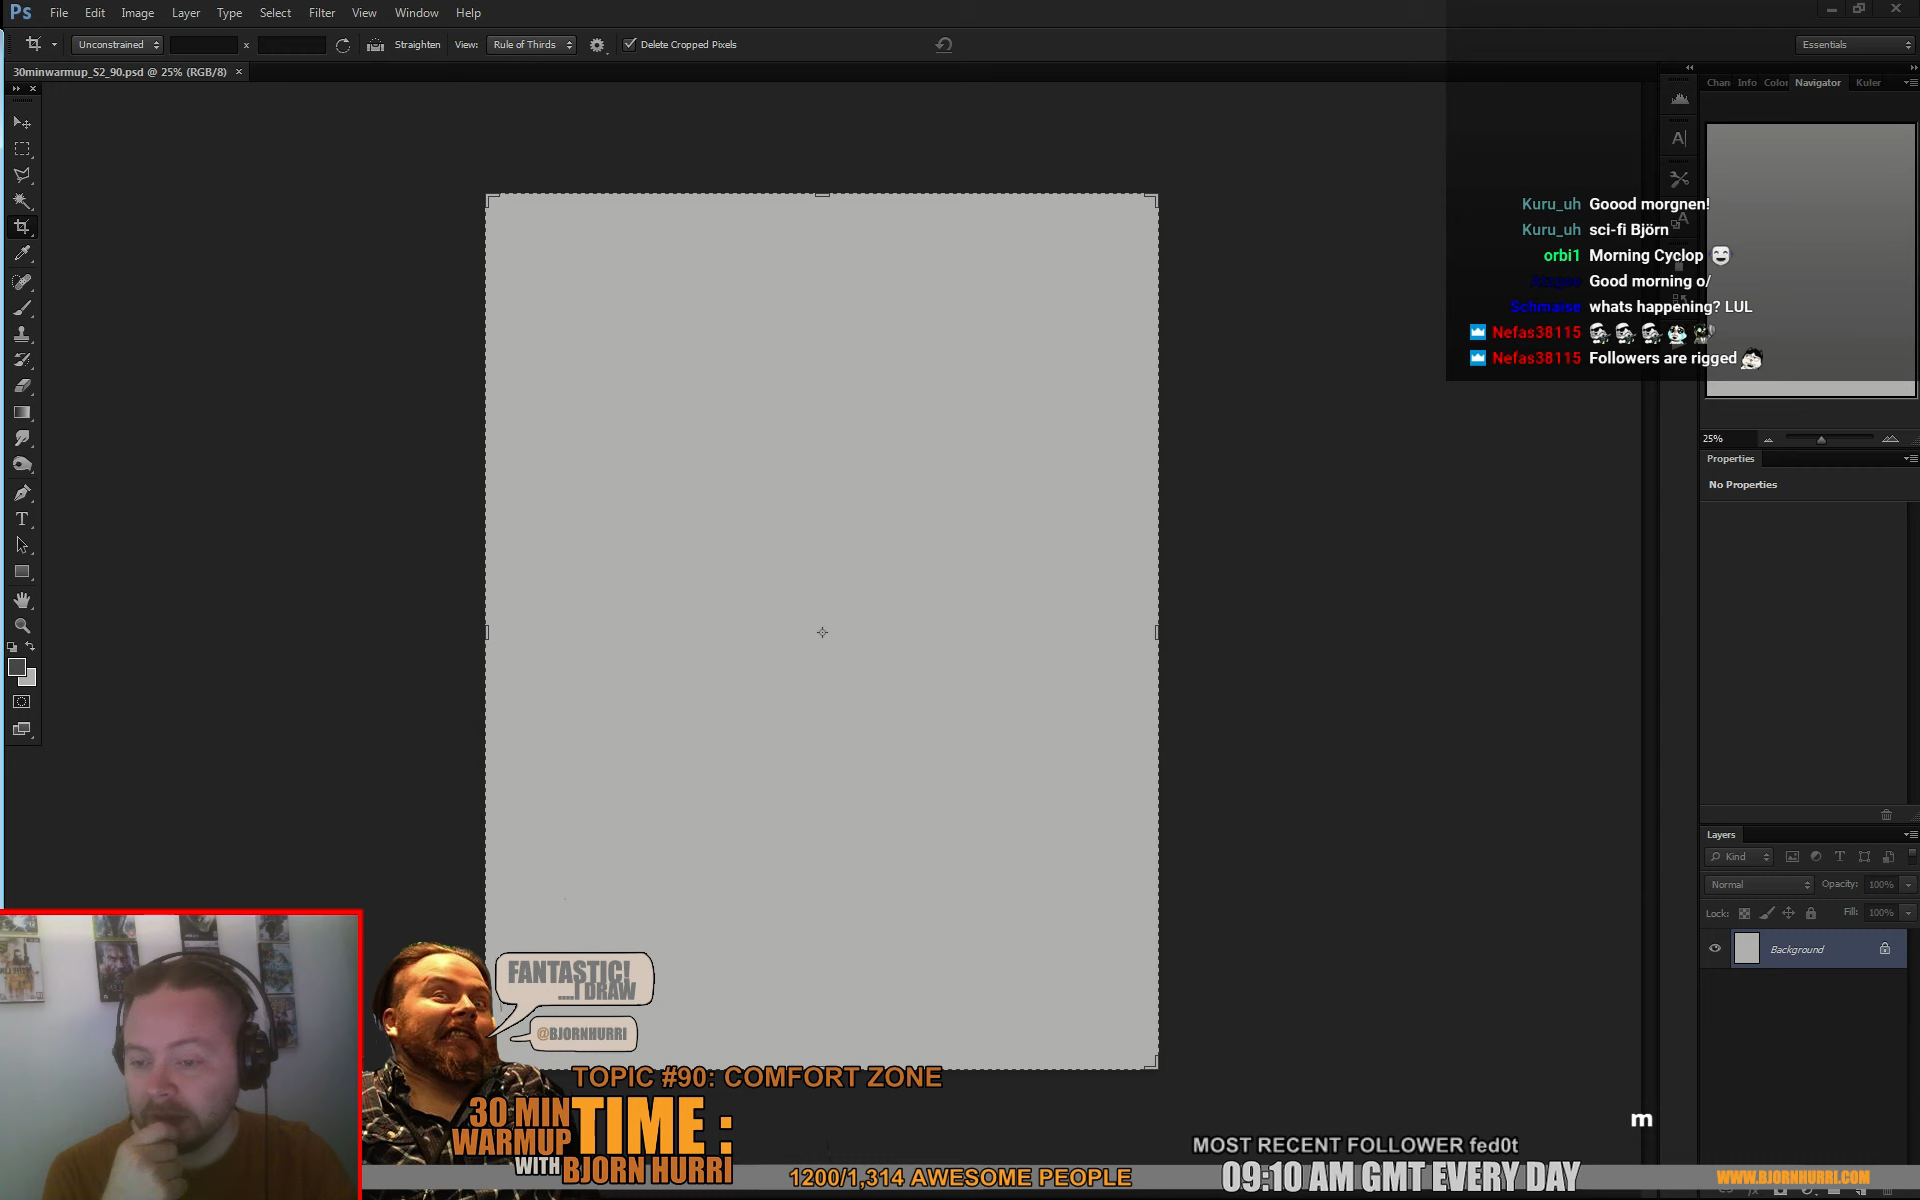 Ps File Edit Image Layer Type Select Filter View Window Help
Unconstrained x Straighten View: Rule of Thirds Delete Cropped Pixels Essentials
30minwarmup_S2_90.psd @ 25% (RGB/8) ×
Chan Info Color Navigator Kuler
Kuru_uh Goood morgnen!
Kuru_uh sci-fi Björn
orbi1 Morning Cyclop
Good morning o/
Schmaise whats happening? LUL
Nefas38115
Nefas38115 Followers are rigged
25%
Properties
No Properties
Layers
Kind
Normal Opacity: 100%
Lock: Fill: 100%
Background
FANTASTIC!
....I DRAW
@BJORNHURRI
TOPIC #90: COMFORT ZONE
30 MIN
WARMUP
WITH BJORN HURRI
TIME :
m
MOST RECENT FOLLOWER fed0t
1200/1,314 AWESOME PEOPLE
09:10 AM GMT EVERY DAY
WWW.BJORNHURRI.COM